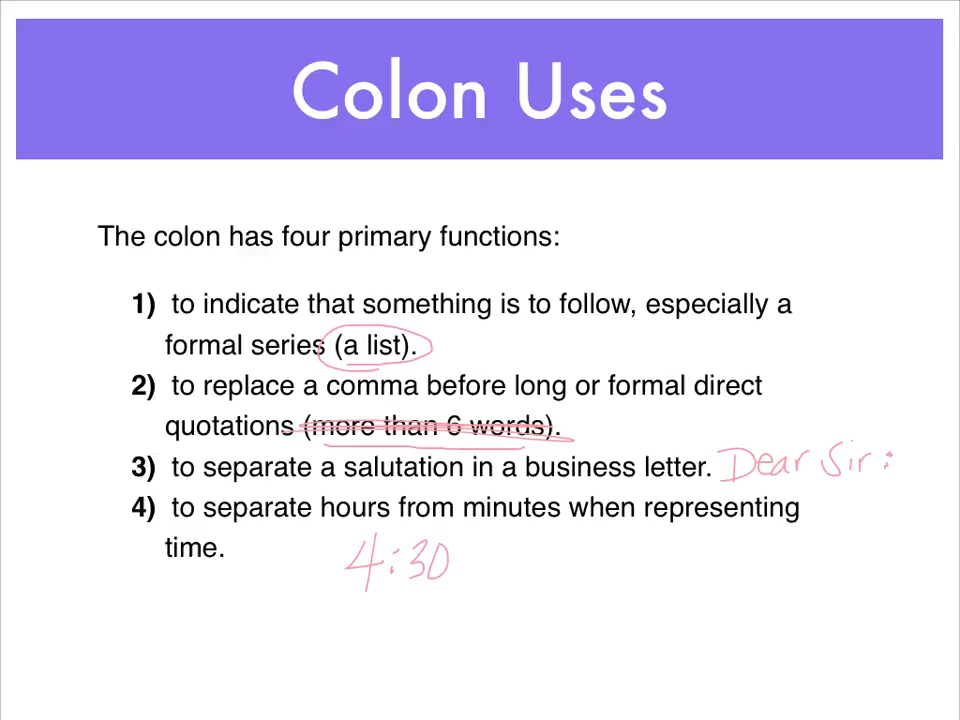 Colon Uses
The colon has four primary functions:
1) to indicate that something is to follow, especially a
formal series (a list).
2) to replace a comma before long or formal direct
quotations (more than 6 words).
3) to separate a salutation in a business letter. Dear Sir:
4) to separate hours from minutes when representing
time.
4:30